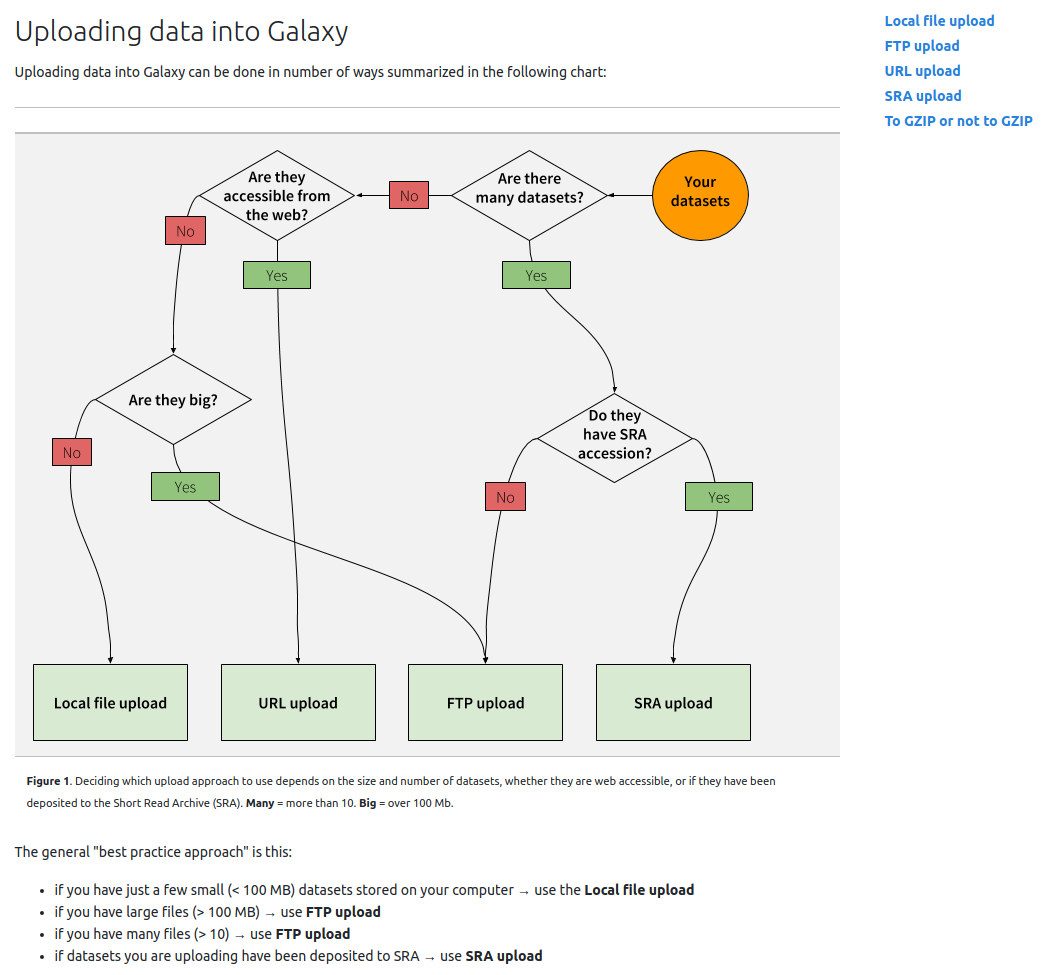 Uploading data into Galaxy
Uploading data into Galaxy can be done in number of ways summarized in the following chart:
Local file upload
FTP upload
URL upload
SRA upload
To GZIP or not to GZIP
Your
datasets
Are there
many datasets?
No
Are they
accessible from
the web?
No
Yes
Yes
Are they big?
Do they
have SRA
accession?
No
Yes
No
Yes
Local file upload
URL upload
FTP upload
SRA upload
Figure 1. Deciding which upload approach to use depends on the size and number of datasets, whether they are web accessible, or if they have been
deposited to the Short Read Archive (SRA). Many = more than 10. Big = over 100 Mb.
The general "best practice approach" is this:
• if you have just a few small (< 100 MB) datasets stored on your computer → use the Local file upload
• if you have large files (> 100 MB) → use FTP upload
• if you have many files (> 10) → use FTP upload
• if datasets you are uploading have been deposited to SRA → use SRA upload